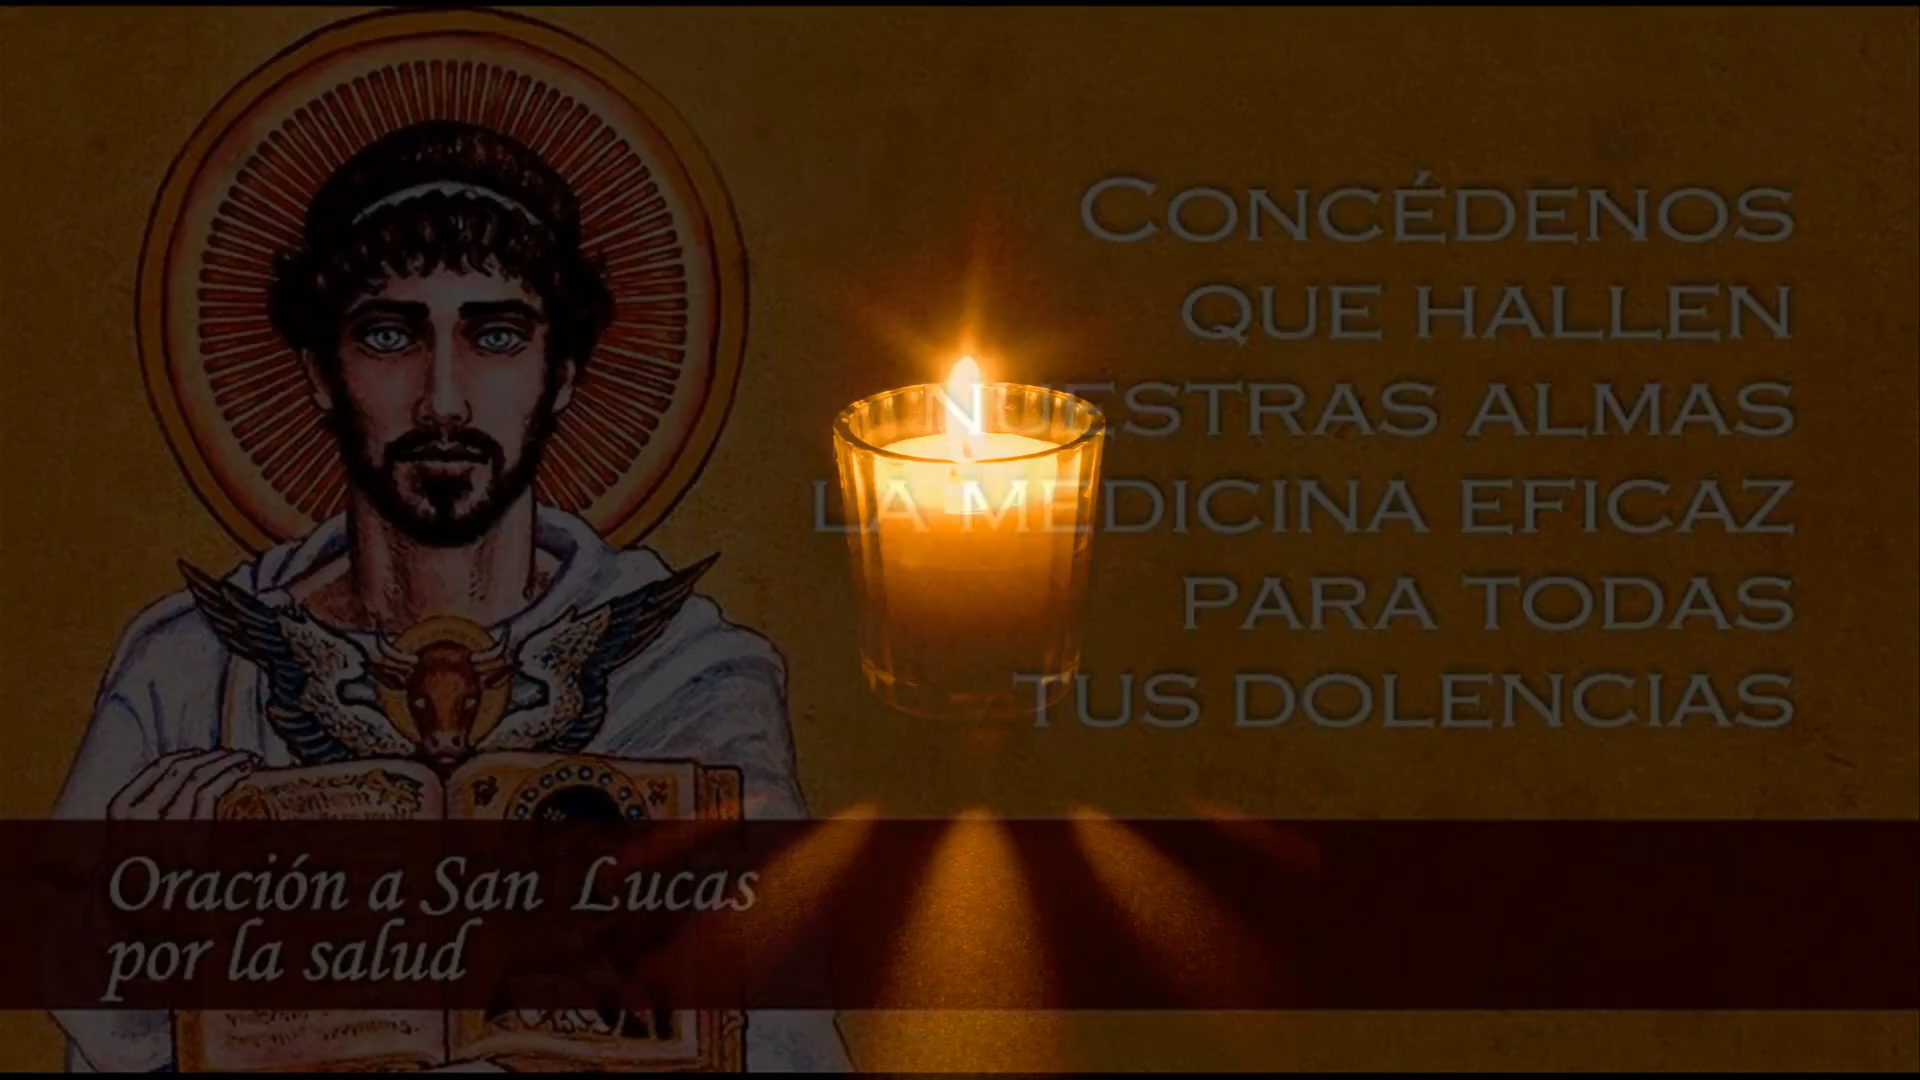 CONCÉDENOS
QUE HALLEN
NUESTRAS ALMAS
LA MEDICINA EFICAZ
PARA TODAS
TUS DOLENCIAS
Oración a San Lucas
por la salud